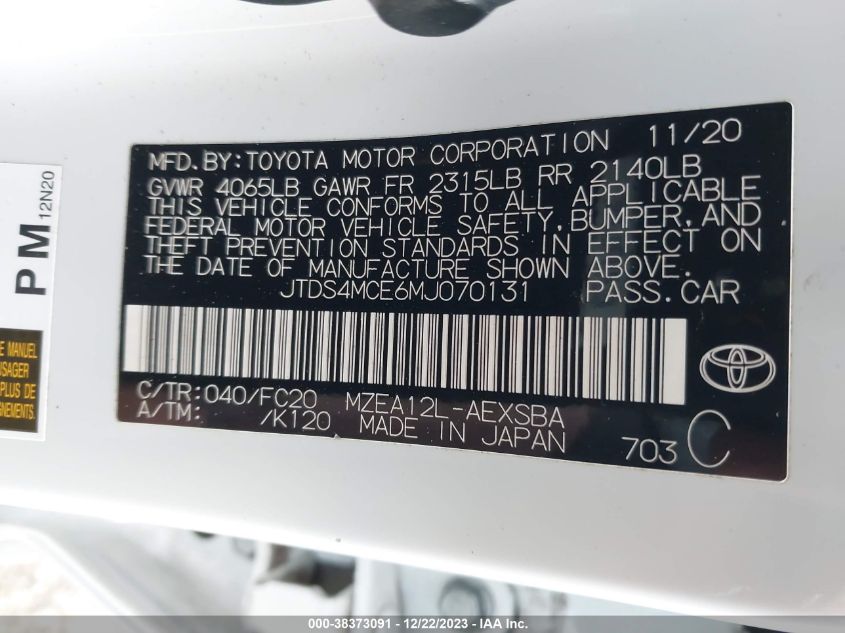 MFD. BY: TOYOTA MOTOR CORPORATION 11/20
GVWR 4065LB GAWR FR 2315LB RR 2140LB
THIS VEHICLE CONFORMS TO ALL APPLICABLE
FEDERAL MOTOR VEHICLE SAFETY, BUMPER, AND
THEFT PREVENTION STANDARDS IN EFFECT ON
THE DATE OF MANUFACTURE SHOWN ABOVE.
JTDS4MCE6MJ070131 PASS. CAR
C/TR: 040/FC20 MZEA12L-AEXSBA
A/TM: /K120 MADE IN JAPAN
703 C
PM
12N20
E MANUEL
USAGER
PLUS DE
000-38373091 - 12/22/2023 - IAA Inc.